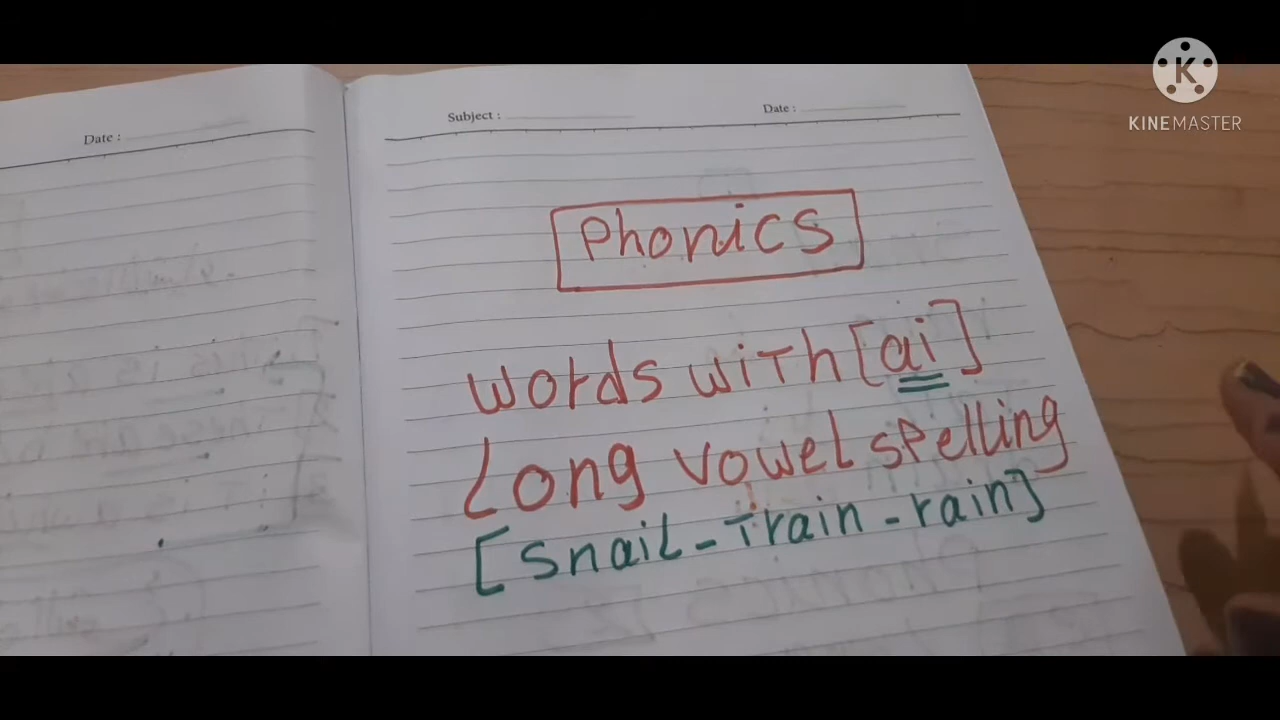 KINEMASTER
Date :
Subject :
Date :
Phonics
words with [ai]
Long vowel spelling
[Snail - Train - rain]